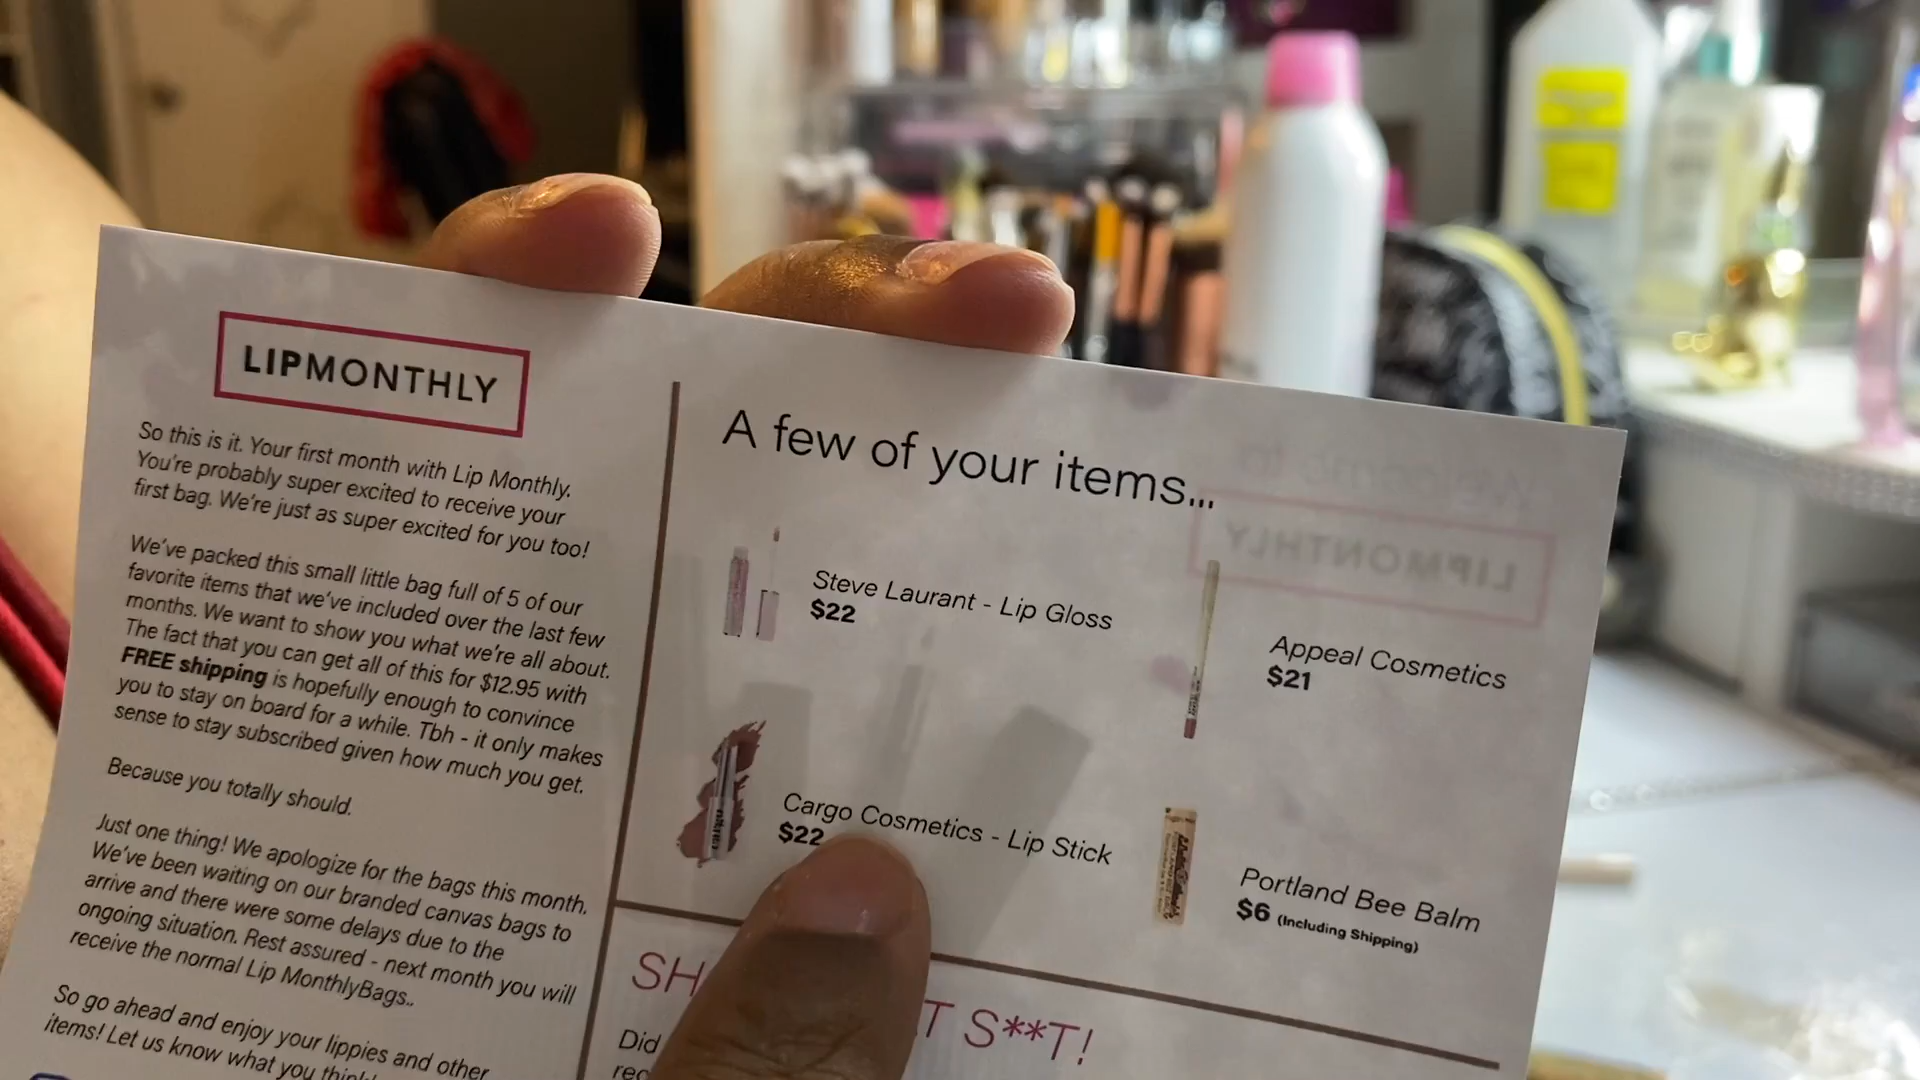 LIPMONTHLY
So this is it. Your first month with Lip Monthly.
You're probably super excited to receive your
first bag. We're just as super excited for you too!
We've packed this small little bag full of 5 of our
favorite items that we've included over the last few
months. We want to show you what we're all about.
The fact that you can get all of this for $12.95 with
FREE shipping is hopefully enough to convince
you to stay on board for a while. Tbh - it only makes
sense to stay subscribed given how much you get.
Because you totally should.
Just one thing! We apologize for the bags this month.
We've been waiting on our branded canvas bags to
arrive and there were some delays due to the
ongoing situation. Rest assured - next month you will
receive the normal Lip MonthlyBags..
So go ahead and enjoy your lippies and other
items! Let us know what you think
A few of your items...
Steve Laurant - Lip Gloss
$22
Appeal Cosmetics
$21
Cargo Cosmetics - Lip Stick
$22
Portland Bee Balm
$6 (Including Shipping)
S**T!
Did
LIPMONTHLY